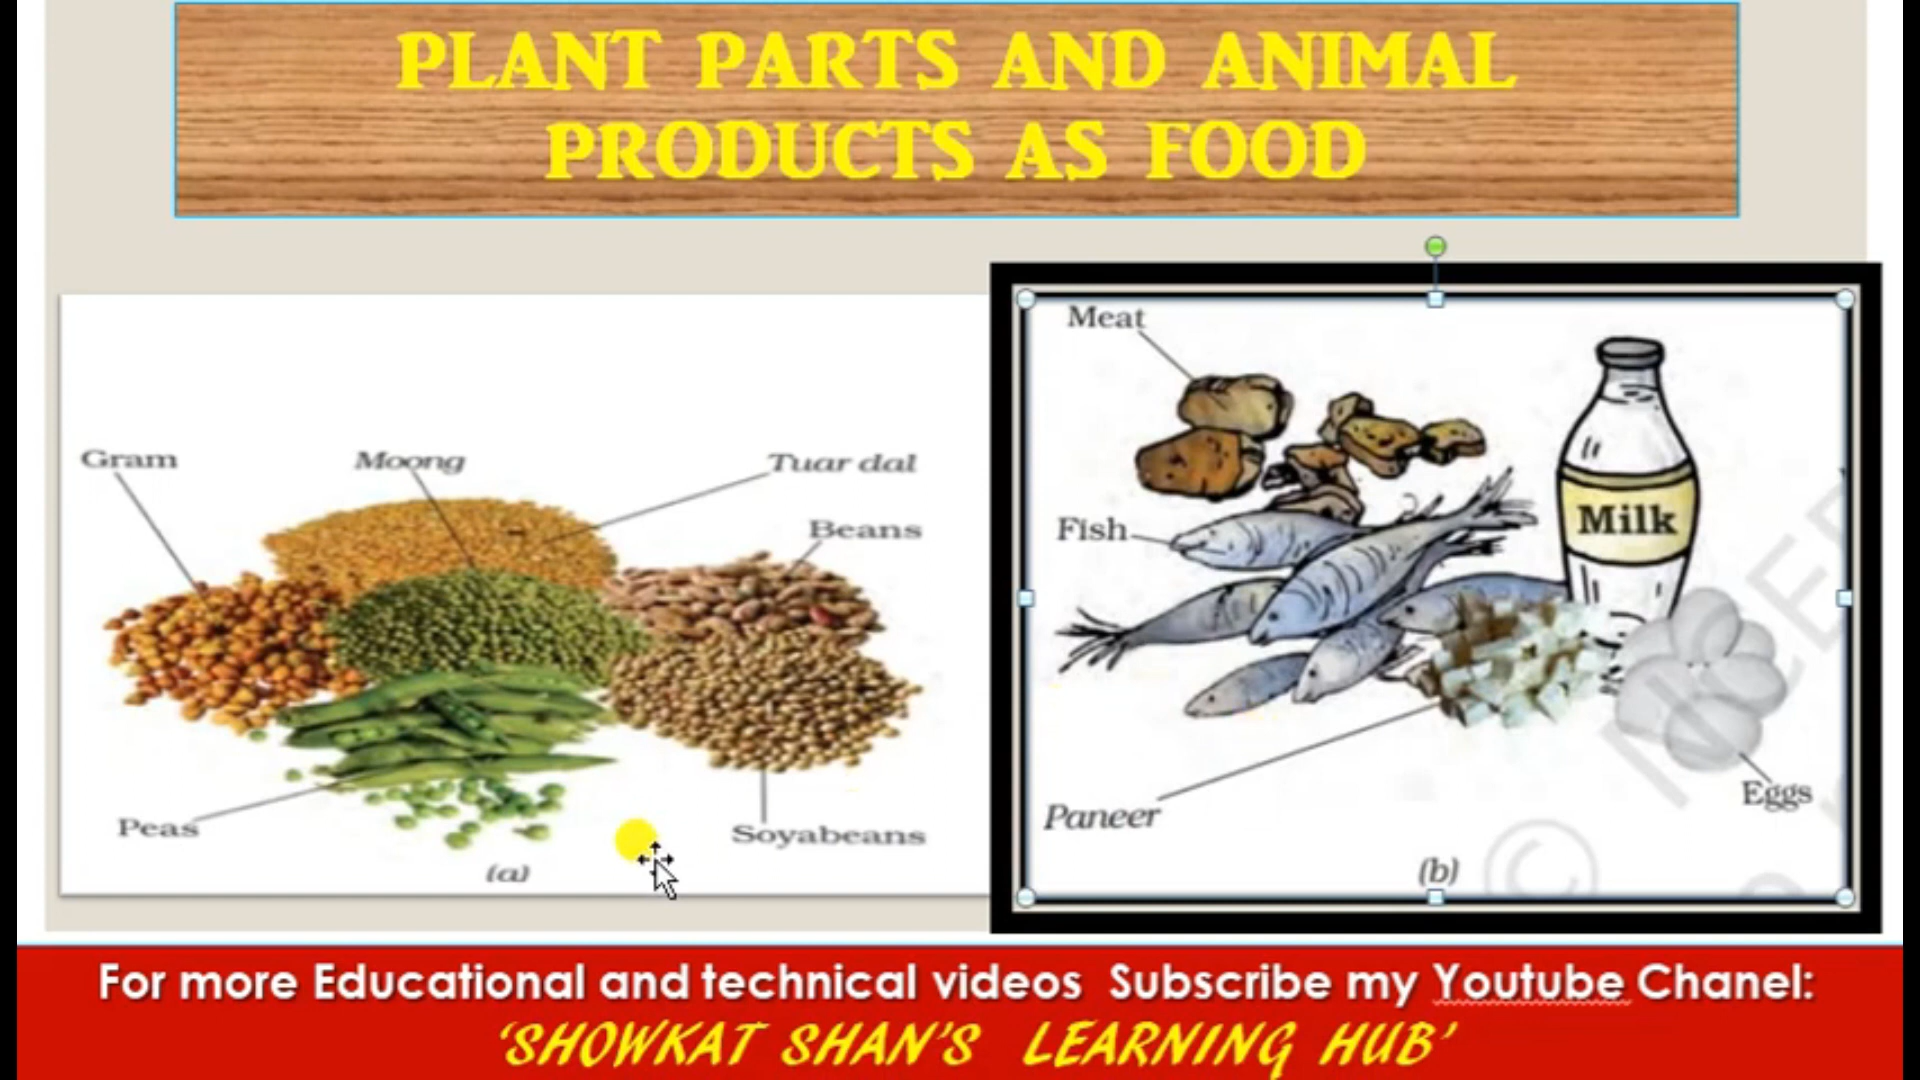 PLANT PARTS AND ANIMAL
PRODUCTS AS FOOD
Gram
Moong
Tuar dal
Beans
Peas
Soyabeans
(a)
Meat
Fish
Milk
Paneer
Eggs
(b)
©
For more Educational and technical videos Subscribe my Youtube Chanel:
‘SHOWKAT SHAN’S LEARNING HUB’